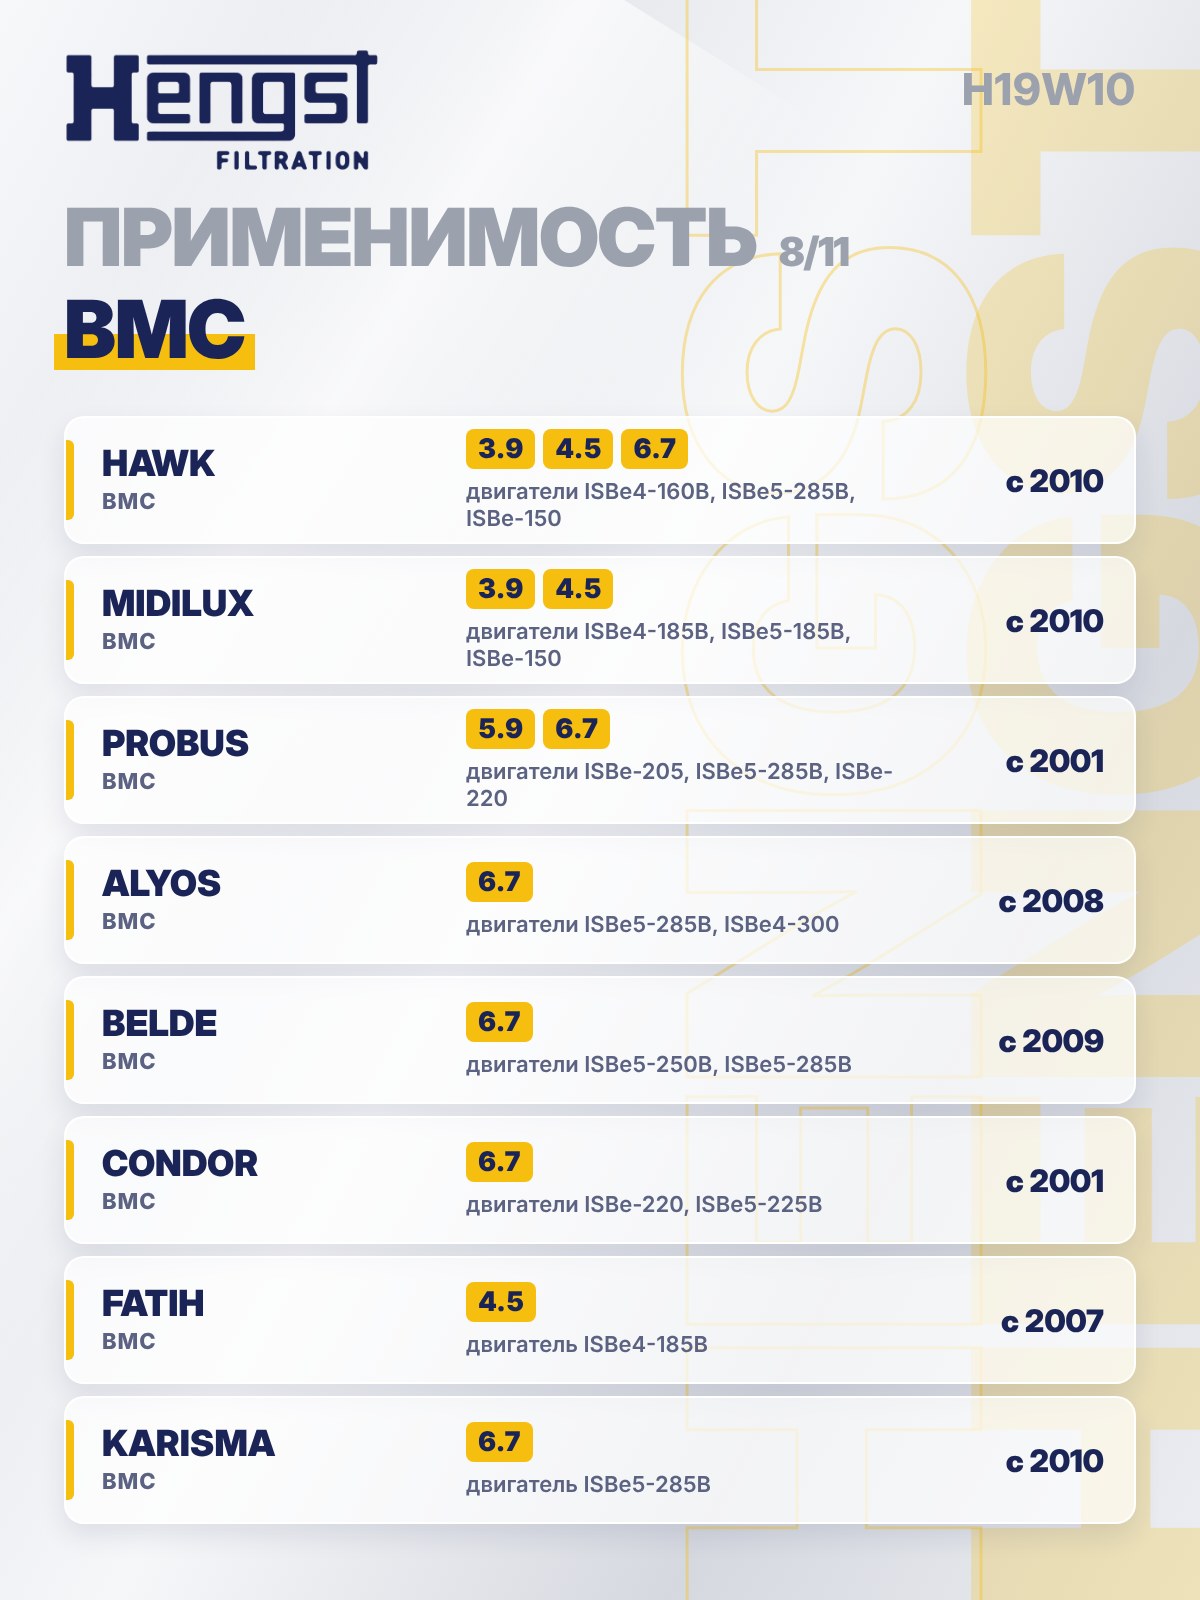 Hengst
FILTRATION
H19W10
ПРИМЕНИМОСТЬ 8/11
BMC
HAWK
BMC
3.9 4.5 6.7
двигатели ISBe4-160B, ISBe5-285B,
ISBe-150
с 2010
MIDILUX
BMC
3.9 4.5
двигатели ISBe4-185B, ISBe5-185B,
ISBe-150
с 2010
PROBUS
BMC
5.9 6.7
двигатели ISBe-205, ISBe5-285B, ISBe-
220
с 2001
ALYOS
BMC
6.7
двигатели ISBe5-285B, ISBe4-300
с 2008
BELDE
BMC
6.7
двигатели ISBe5-250B, ISBe5-285B
с 2009
CONDOR
BMC
6.7
двигатели ISBe-220, ISBe5-225B
с 2001
FATIH
BMC
4.5
двигатель ISBe4-185B
с 2007
KARISMA
BMC
6.7
двигатель ISBe5-285B
с 2010
HENGST
HENGST